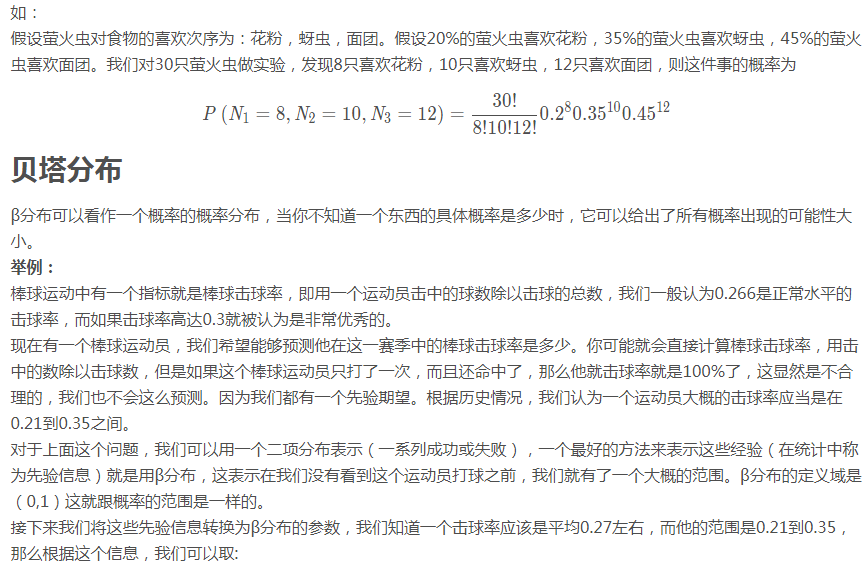 如：
假设萤火虫对食物的喜欢次序为：花粉，蚜虫，面团。假设20%的萤火虫喜欢花粉，35%的萤火虫喜欢蚜虫，45%的萤火
虫喜欢面团。我们对30只萤火虫做实验，发现8只喜欢花粉，10只喜欢蚜虫，12只喜欢面团，则这件事的概率为
P (N₁ = 8, N₂ = 10, N₃ = 12) = 30! / 8!10!12! 0.2⁸0.35¹⁰0.45¹²
贝塔分布
β分布可以看作一个概率的概率分布，当你不知道一个东西的具体概率是多少时，它可以给出了所有概率出现的可能性大
小。
举例：
棒球运动中有一个指标就是棒球击球率，即用一个运动员击中的球数除以击球的总数，我们一般认为0.266是正常水平的
击球率，而如果击球率高达0.3就被认为是非常优秀的。
现在有一个棒球运动员，我们希望能够预测他在这一赛季中的棒球击球率是多少。你可能就会直接计算棒球击球率，用击
中的数除以击球数，但是如果这个棒球运动员只打了一次，而且还命中了，那么他就击球率就是100%了，这显然是不合
理的，我们也不会这么预测。因为我们都有一个先验期望。根据历史情况，我们认为一个运动员大概的击球率应当是在
0.21到0.35之间。
对于上面这个问题，我们可以用一个二项分布表示（一系列成功或失败），一个最好的方法来表示这些经验（在统计中称
为先验信息）就是用β分布，这表示在我们没有看到这个运动员打球之前，我们就有了一个大概的范围。β分布的定义域是
（0,1）这就跟概率的范围是一样的。
接下来我们将这些先验信息转换为β分布的参数，我们知道一个击球率应该是平均0.27左右，而他的范围是0.21到0.35，
那么根据这个信息，我们可以取: